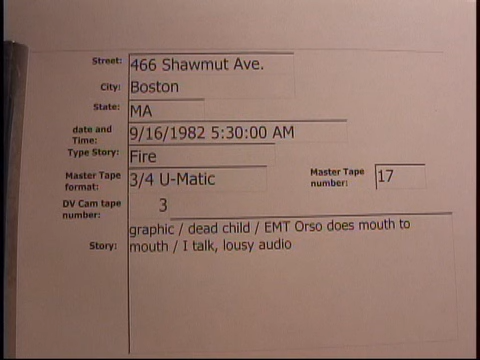 Street: 466 Shawmut Ave.
City: Boston
State: MA
date and
Time: 9/16/1982 5:30:00 AM
Type Story: Fire
Master Tape
format: 3/4 U-Matic
Master Tape
number: 17
DV Cam tape
number: 3
Story: graphic / dead child / EMT Orso does mouth to
mouth / I talk, lousy audio